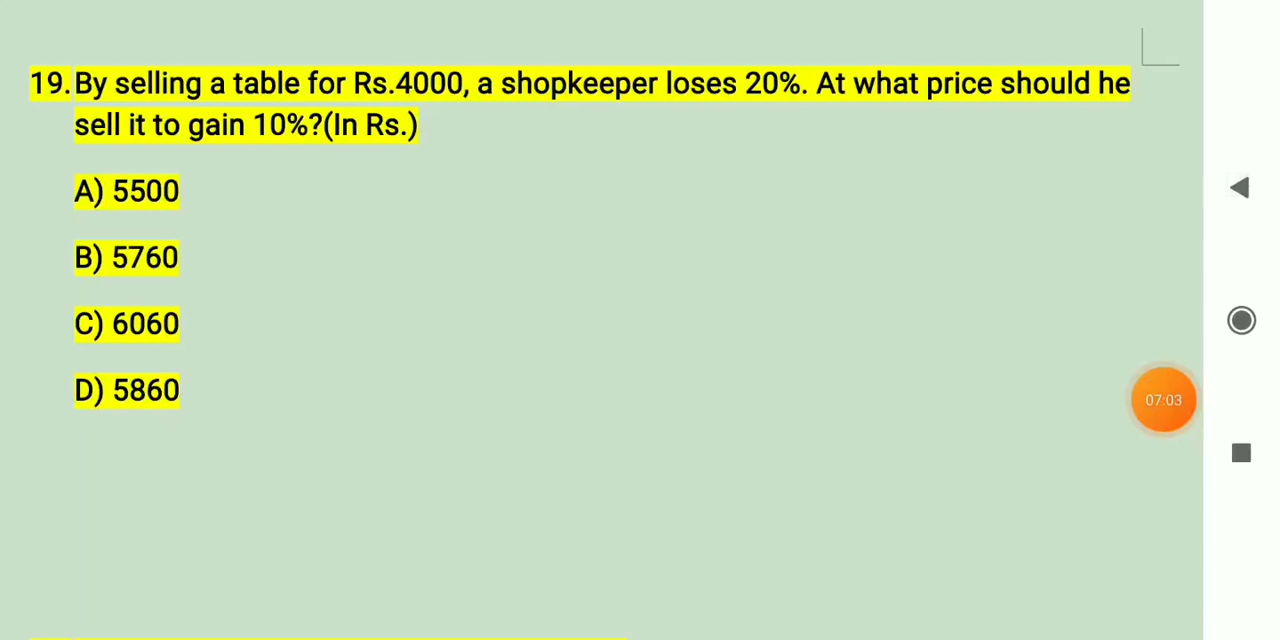 19. By selling a table for Rs.4000, a shopkeeper loses 20%. At what price should he
sell it to gain 10%?(In Rs.)
A) 5500
B) 5760
C) 6060
D) 5860
07:03